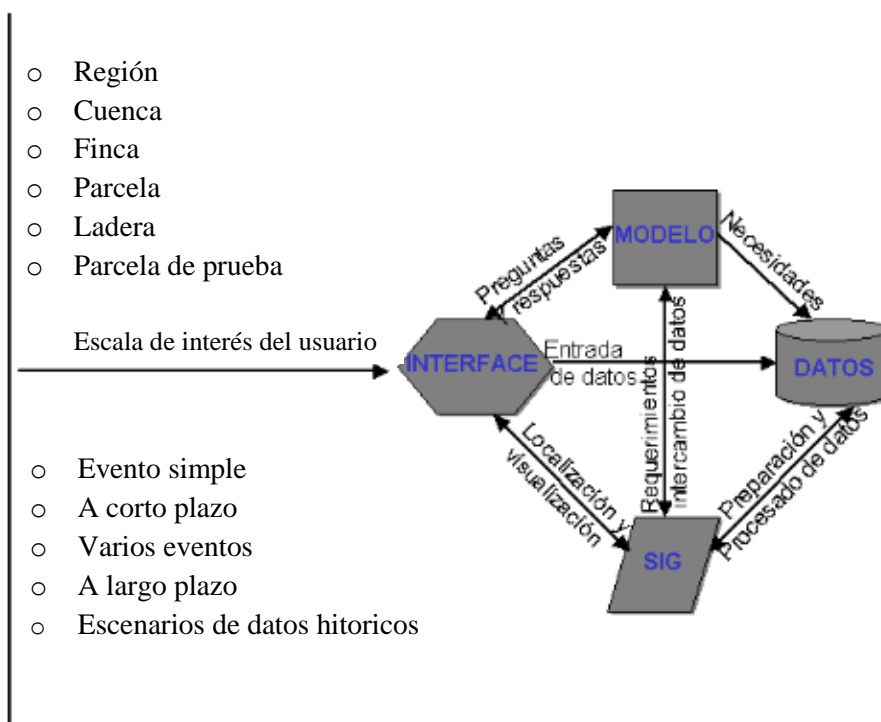 o Región
o Cuenca
o Finca
o Parcela
o Ladera
o Parcela de prueba
Escala de interés del usuario
o Evento simple
o A corto plazo
o Varios eventos
o A largo plazo
o Escenarios de datos hitoricos
MODELO
Preguntas
y respuestas
Necesidades
INTERFACE
Entrada
de datos
DATOS
Requerimientos
intercambio de datos
Localización y
visualización
Preparación y
Procesado de datos
SIG